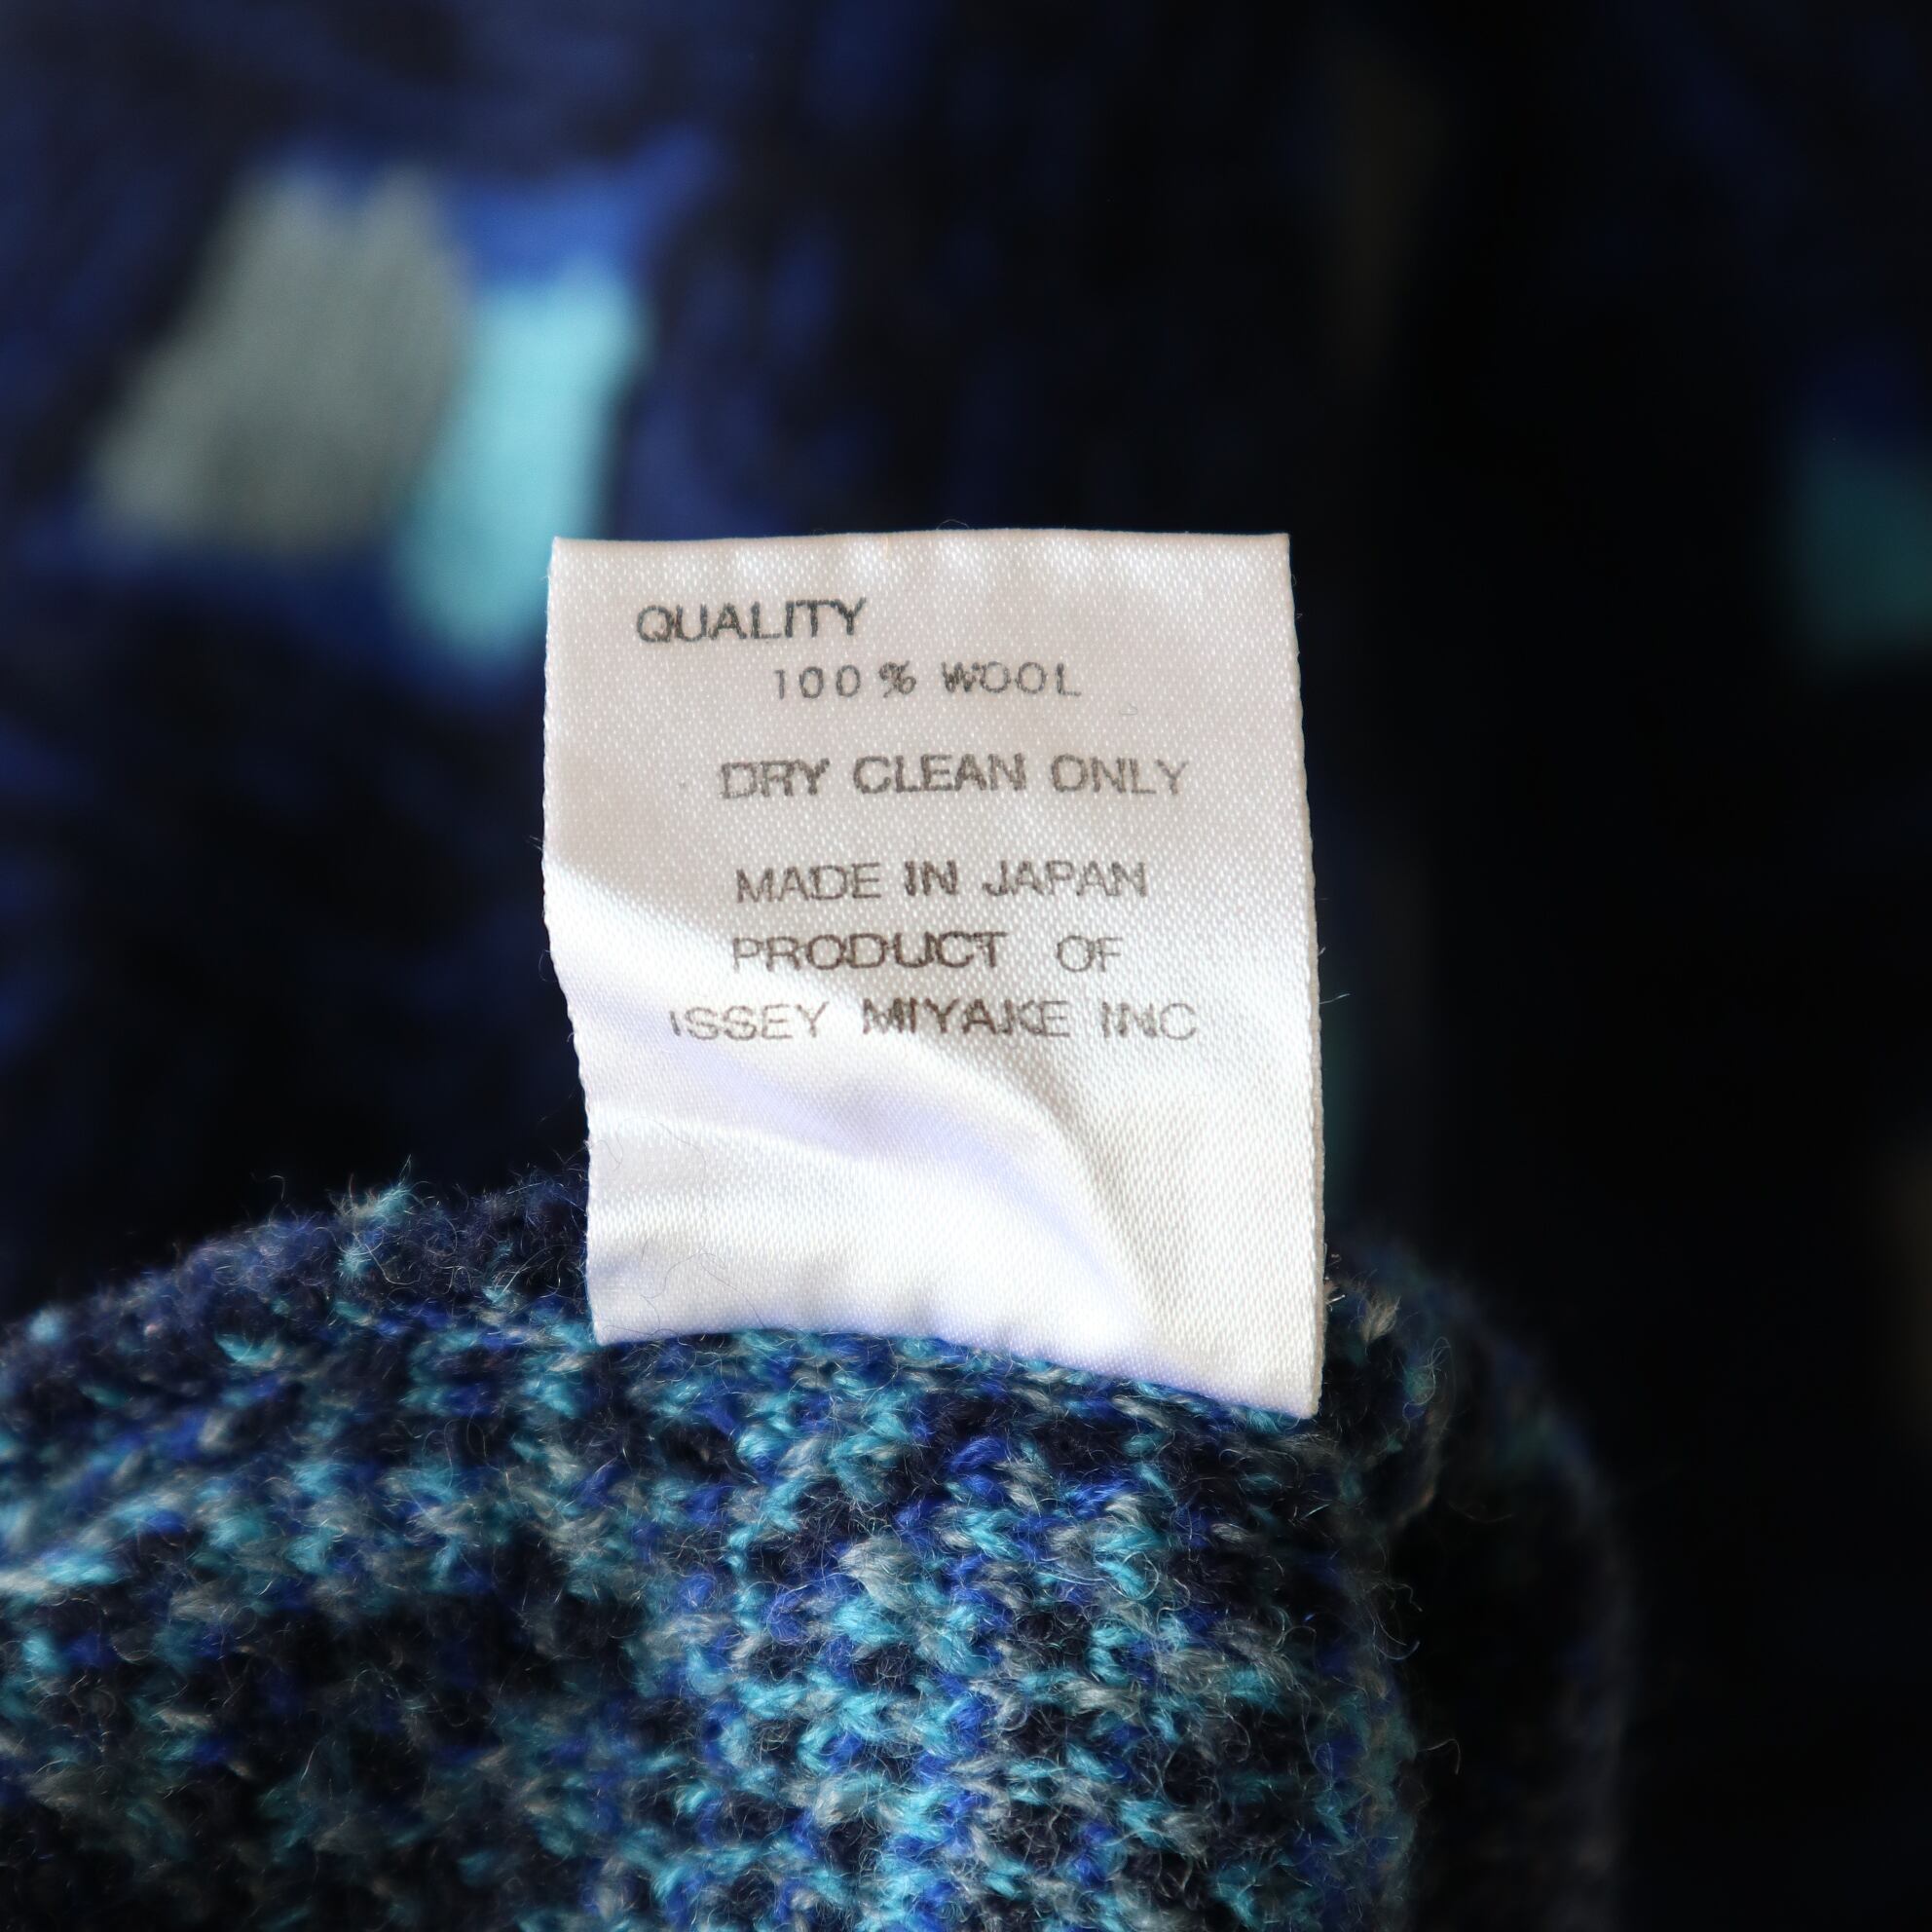 QUALITY
100% WOOL
DRY CLEAN ONLY
MADE IN JAPAN
PRODUCT OF
ISSEY MIYAKE INC